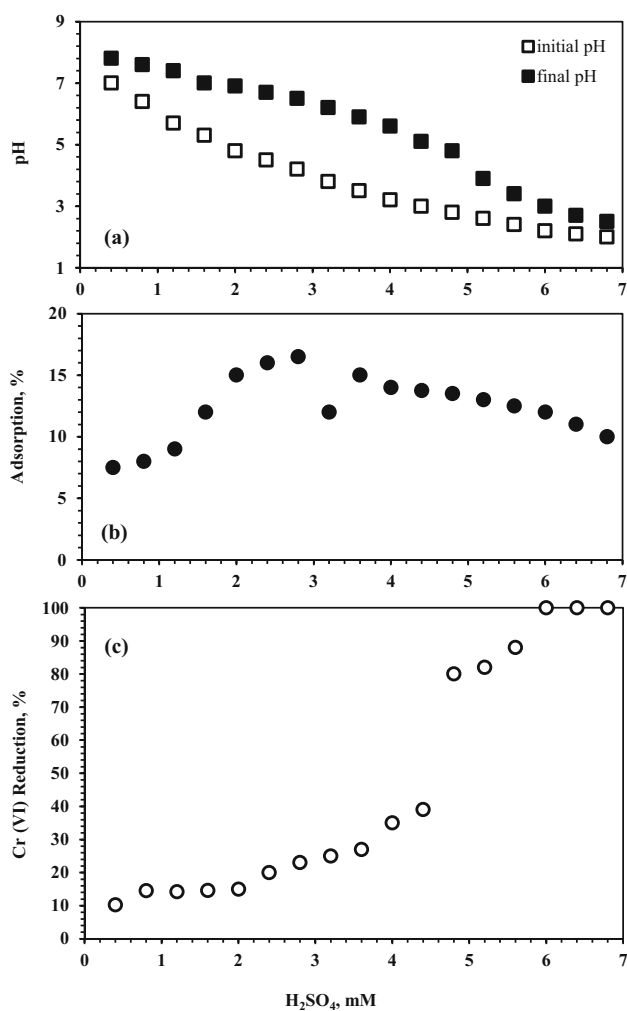 9
7
5
3
1
pH
initial pH
final pH
(a)
0 1 2 3 4 5 6 7
20
15
10
5
0
Adsorption, %
(b)
0 1 2 3 4 5 6 7
100
90
80
70
60
50
40
30
20
10
0
Cr (VI) Reduction, %
(c)
0 1 2 3 4 5 6 7
H₂SO₄, mM